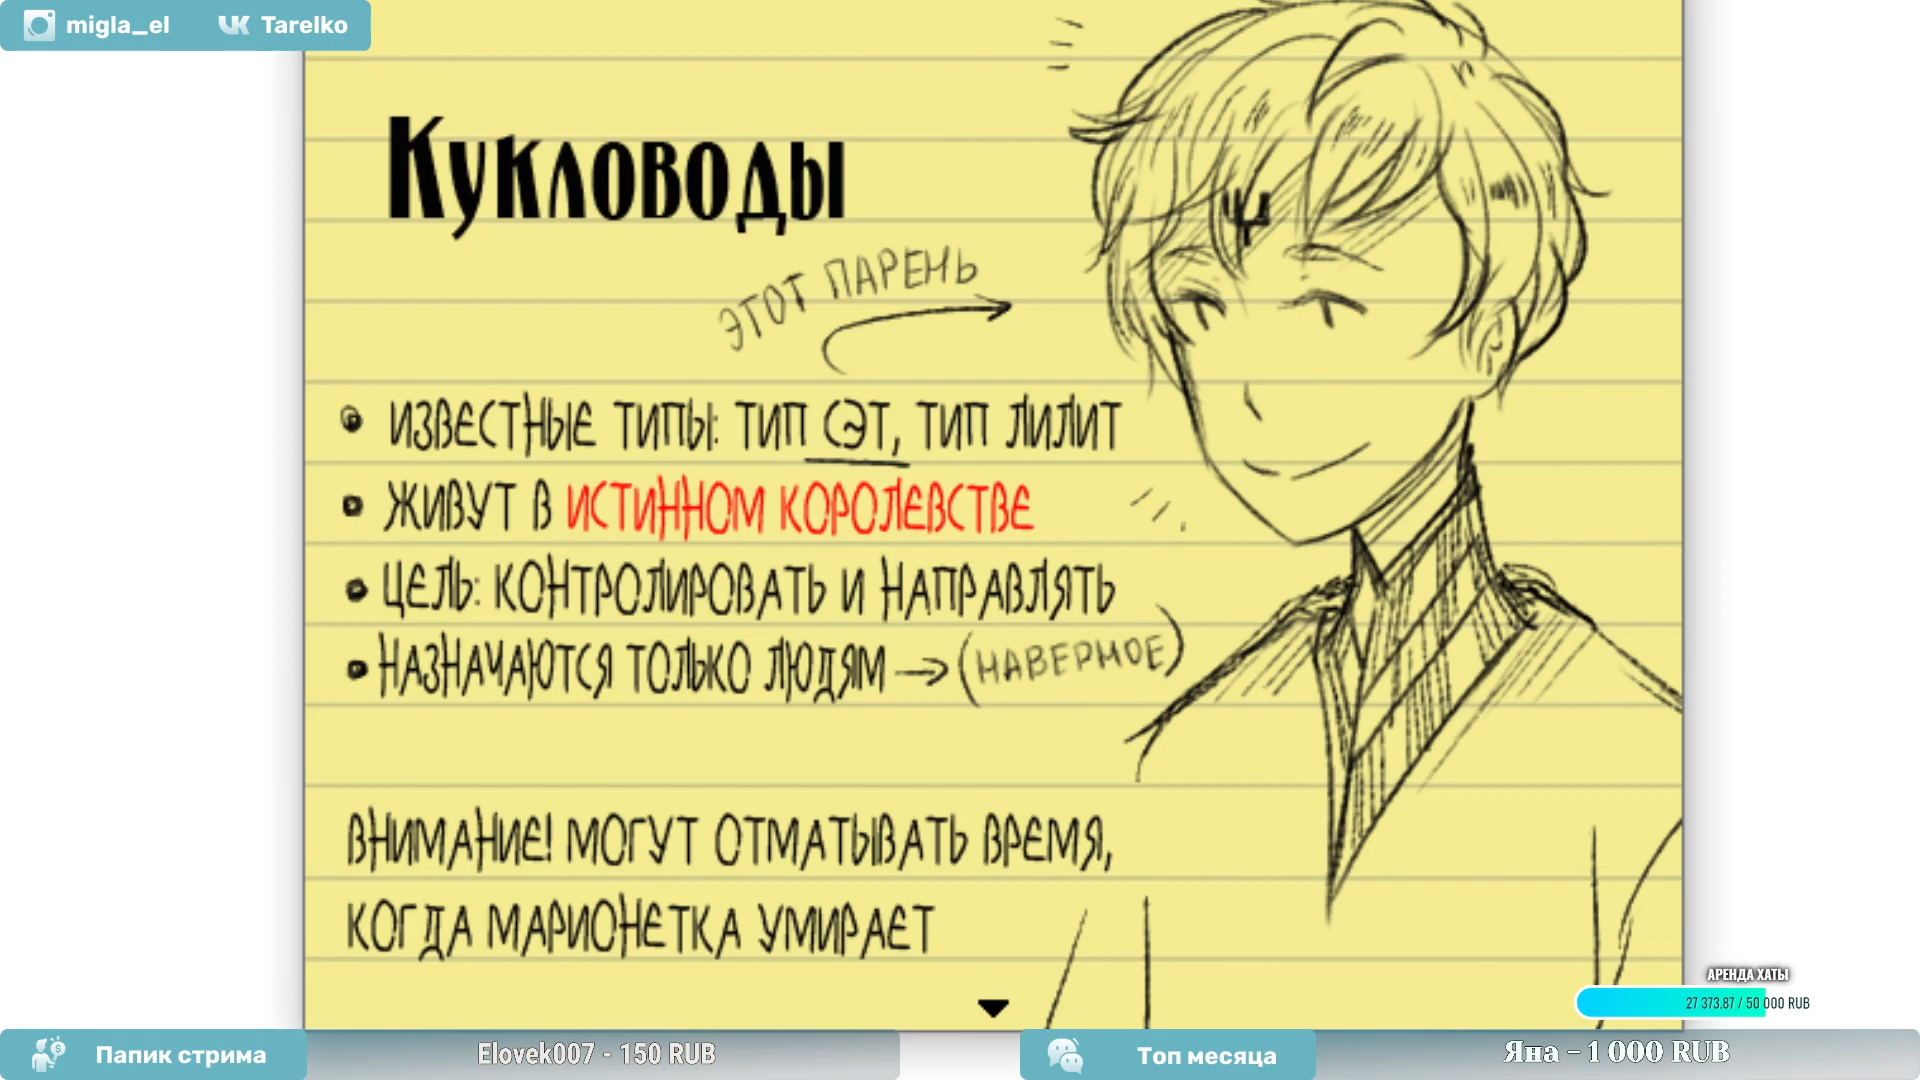 migla_el
VK Tarelko
Кукловоды
ЭТОТ ПАРЕНЬ
ИЗВЕСТНЫЕ ТИПЫ: ТИП СЭТ, ТИП ЛИЛИТ
ЖИВУТ В ИСТИННОМ КОРОЛЕВСТВЕ
ЦЕЛЬ: КОНТРОЛИРОВАТЬ И НАПРАВЛЯТЬ
НАЗНАЧАЮТСЯ ТОЛЬКО ЛЮДЯМ → (НАВЕРНОЕ)
ВНИМАНИЕ! МОГУТ ОТМАТЫВАТЬ ВРЕМЯ,
КОГДА МАРИОНЕТКА УМИРАЕТ
АРЕНДА ХАТЫ
27 373.87 / 50 000 RUB
Папик стрима
Elovek007 - 150 RUB
Топ месяца
Яна - 1 000 RUB